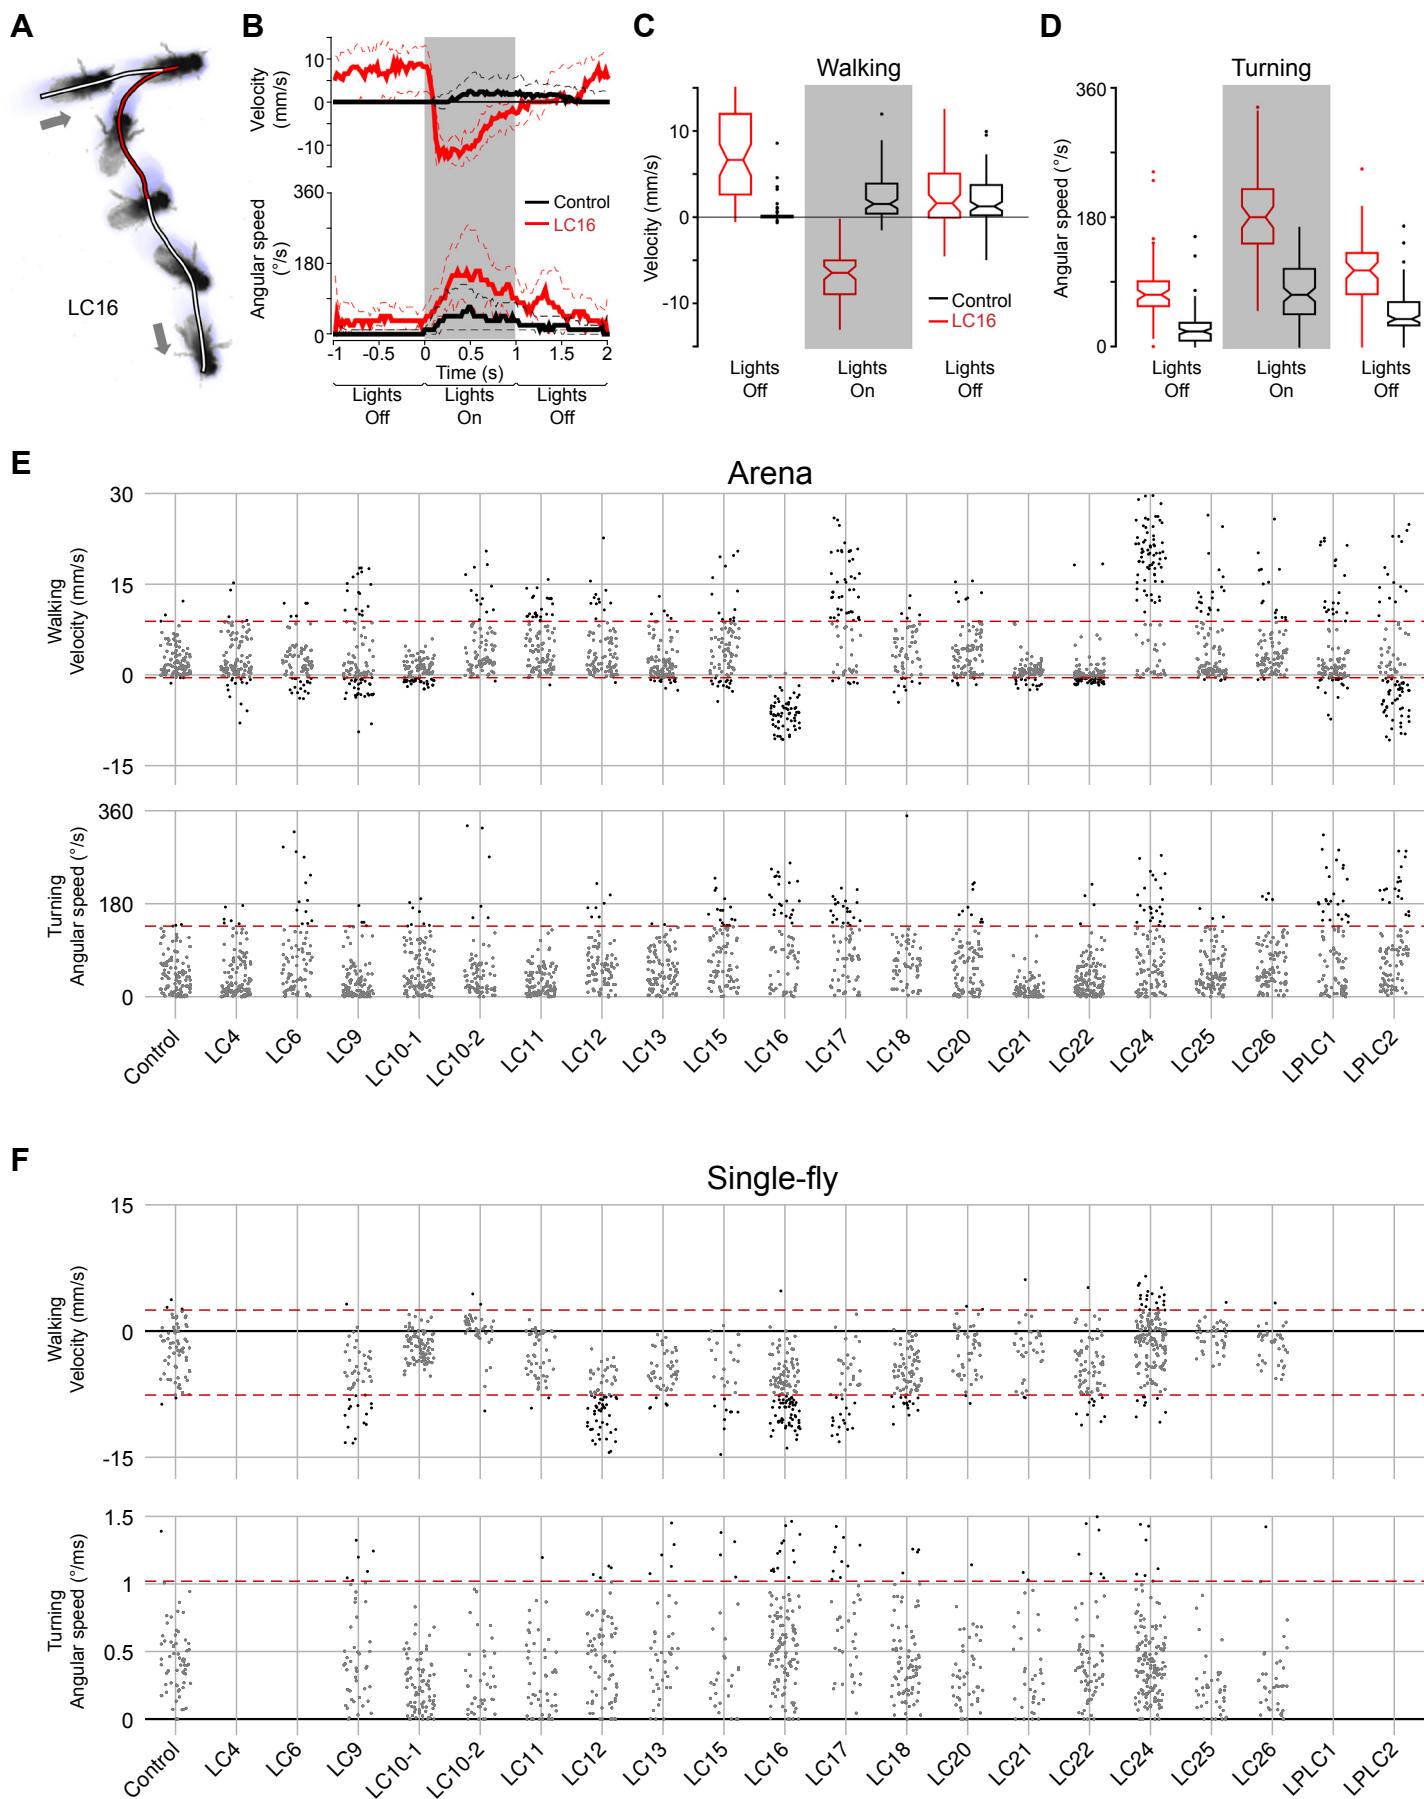 A
LC16
B
Velocity
(mm/s)
10
0
-10
Angular speed
(°/s)
360
180
0
Control
LC16
-1
-0.5
0
0.5
1
1.5
2
Time (s)
Lights
Off
Lights
On
Lights
Off
C
Walking
Velocity (mm/s)
10
0
-10
Control
LC16
Lights
Off
Lights
On
Lights
Off
D
Turning
Angular speed (°/s)
360
180
0
Lights
Off
Lights
On
Lights
Off
E
Arena
Walking
Velocity (mm/s)
30
15
0
-15
Turning
Angular speed (°/s)
360
180
0
Control
LC4
LC6
LC9
LC10-1
LC10-2
LC11
LC12
LC13
LC15
LC16
LC17
LC18
LC20
LC21
LC22
LC24
LC25
LC26
LPLC1
LPLC2
F
Single-fly
Walking
Velocity (mm/s)
15
0
-15
Turning
Angular speed (°/ms)
1.5
1
0.5
0
Control
LC4
LC6
LC9
LC10-1
LC10-2
LC11
LC12
LC13
LC15
LC16
LC17
LC18
LC20
LC21
LC22
LC24
LC25
LC26
LPLC1
LPLC2